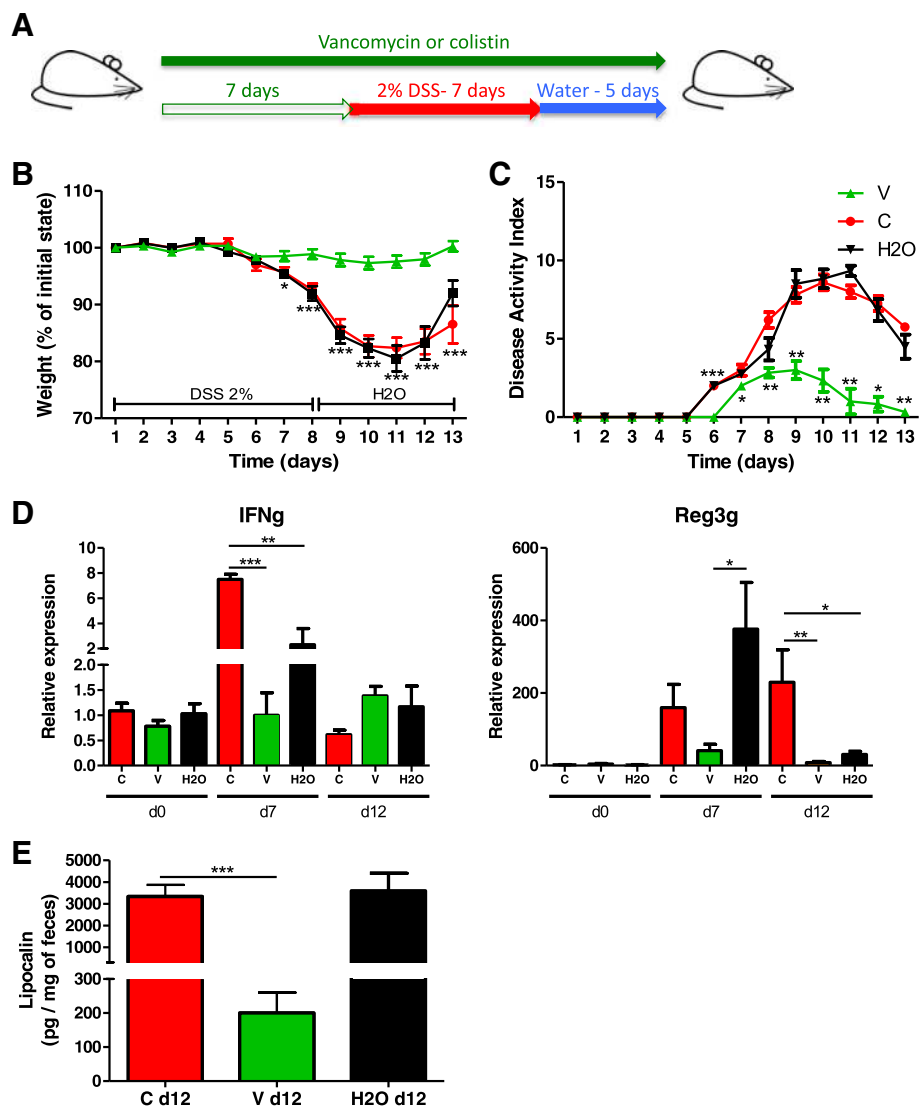 A
Vancomycin or colistin
7 days
2% DSS- 7 days
Water - 5 days
B
Weight (% of initial state)
110
100
90
80
70
*
***
***
***
***
***
***
DSS 2%
H2O
1 2 3 4 5 6 7 8 9 10 11 12 13
Time (days)
C
Disease Activity Index
15
10
5
0
V
C
H2O
***
*
**
**
**
**
*
**
1 2 3 4 5 6 7 8 9 10 11 12 13
Time (days)
D
IFNg
Relative expression
10
8
6
4
2
2.0
1.5
1.0
0.5
0.0
**
***
C V H2O C V H2O C V H2O
d0 d7 d12
Reg3g
Relative expression
600
400
200
0
*
*
**
C V H2O C V H2O C V H2O
d0 d7 d12
E
Lipocalin
(pg / mg of feces)
5000
4000
3000
2000
1000
300
200
100
0
***
C d12 V d12 H2O d12